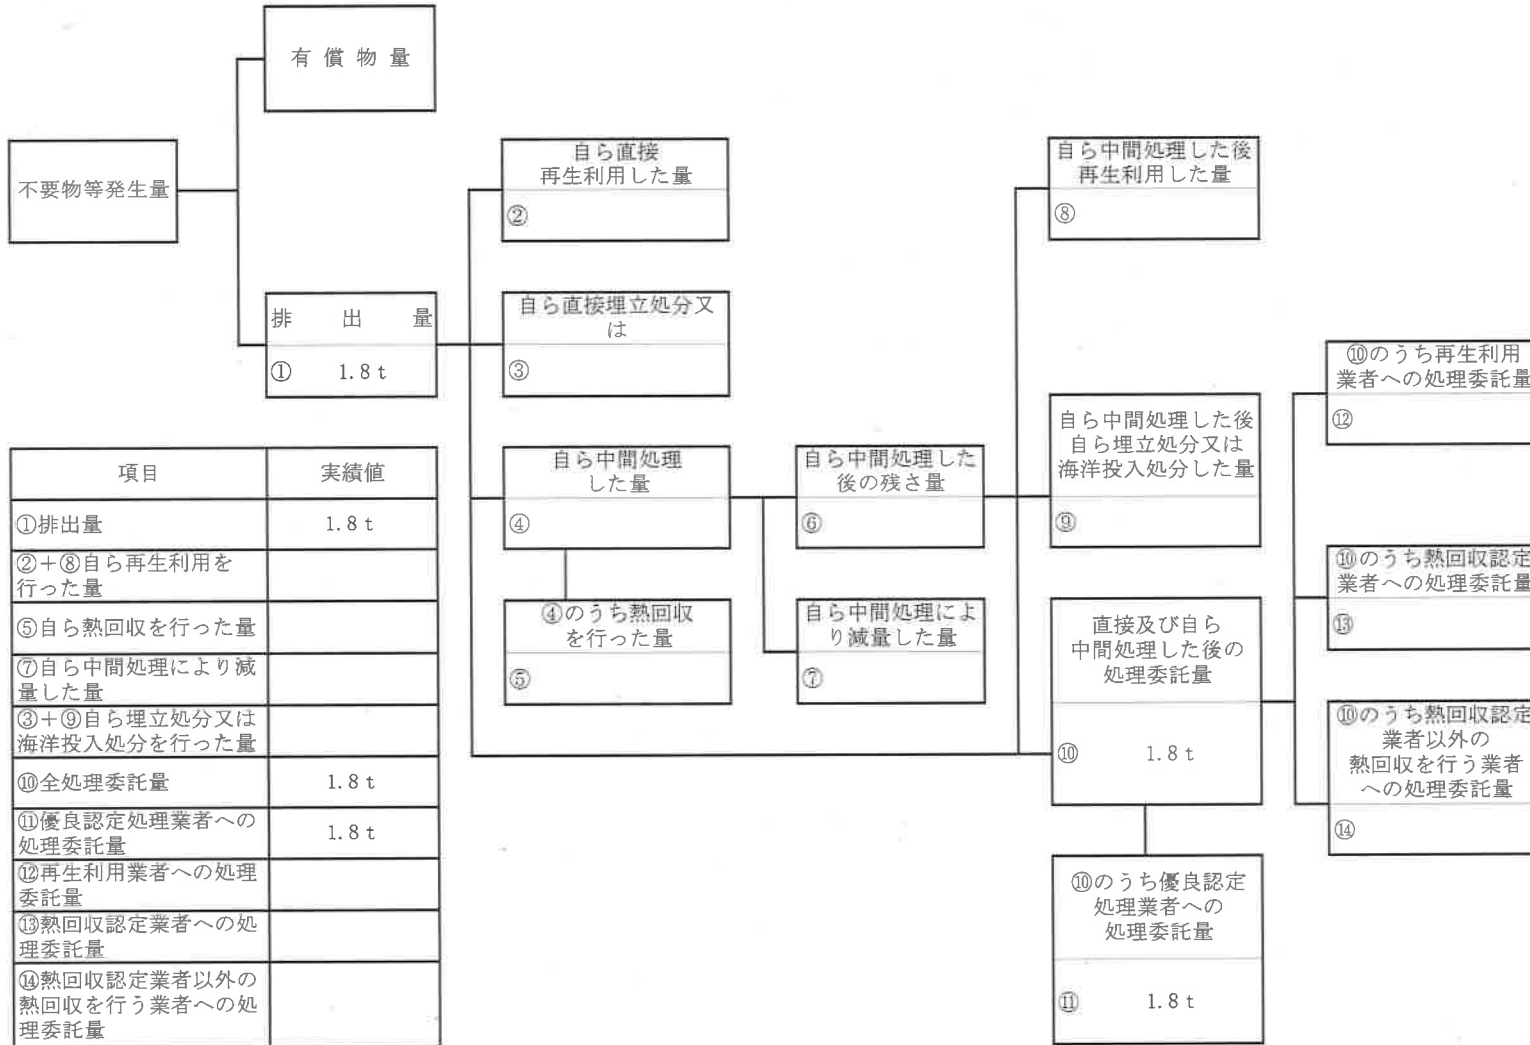 有償物量
不要物等発生量
排出量
① 1.8 t
自ら直接
再生利用した量
②
自ら直接埋立処分又
は
③
自ら中間処理
した量
④
④のうち熱回収
を行った量
⑤
自ら中間処理した
後の残さ量
⑥
自ら中間処理によ
り減量した量
⑦
自ら中間処理した後
再生利用した量
⑧
自ら中間処理した後
自ら埋立処分又は
海洋投入処分した量
⑨
直接及び自ら
中間処理した後の
処理委託量
⑩ 1.8 t
⑩のうち優良認定
処理業者への
処理委託量
⑪ 1.8 t
⑩のうち再生利用
業者への処理委託量
⑫
⑩のうち熱回収認定
業者への処理委託量
⑬
⑩のうち熱回収認定
業者以外の
熱回収を行う業者
への処理委託量
⑭
項目 実績値
①排出量 1.8 t
②+⑧自ら再生利用を
行った量
⑤自ら熱回収を行った量
⑦自ら中間処理により減
量した量
③+⑨自ら埋立処分又は
海洋投入処分を行った量
⑩全処理委託量 1.8 t
⑪優良認定処理業者への
処理委託量 1.8 t
⑫再生利用業者への処理
委託量
⑬熱回収認定業者への処
理委託量
⑭熱回収認定業者以外の
熱回収を行う業者への処
理委託量